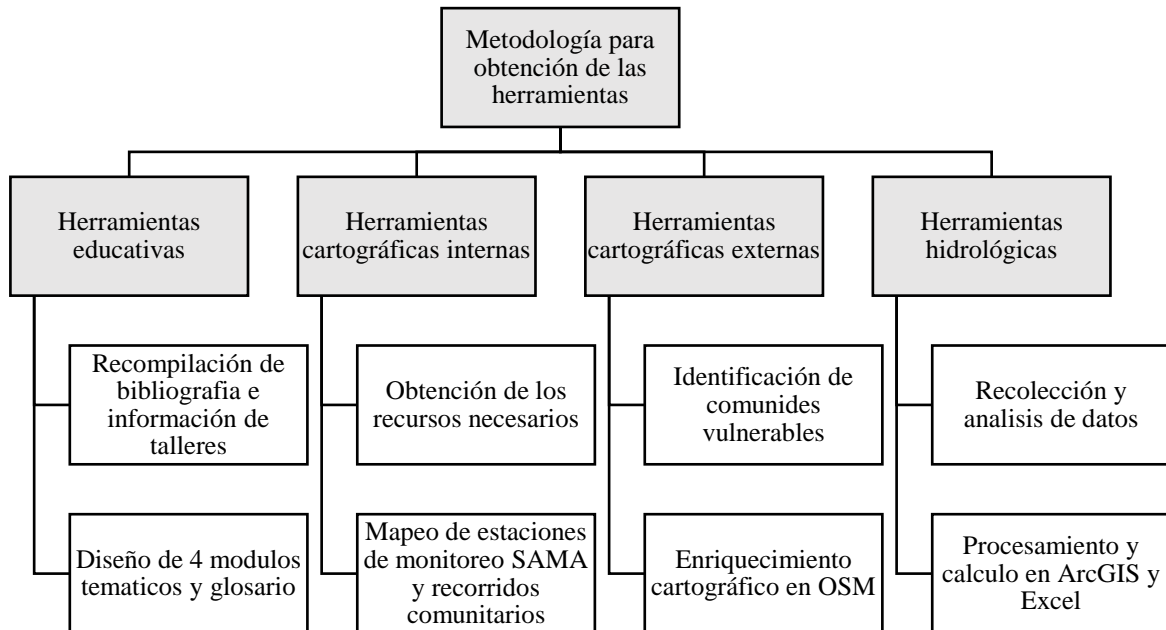 Metodología para
obtención de las
herramientas
Herramientas
educativas
Herramientas
cartográficas internas
Herramientas
cartográficas externas
Herramientas
hidrológicas
Recompilación de
bibliografia e
información de
talleres
Obtención de los
recursos necesarios
Identificación de
comunides
vulnerables
Recolección y
analisis de datos
Diseño de 4 modulos
tematicos y glosario
Mapeo de estaciones
de monitoreo SAMA
y recorridos
comunitarios
Enriquecimiento
cartográfico en OSM
Procesamiento y
calculo en ArcGIS y
Excel